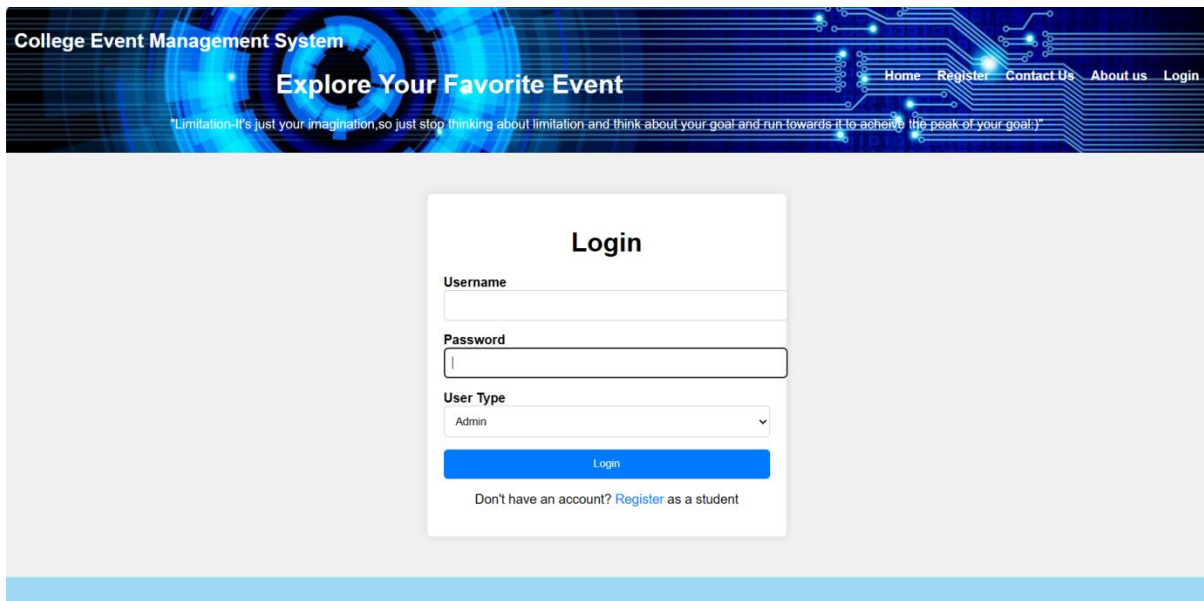 College Event Management System
Explore Your Favorite Event
Home Register Contact Us About us Login
"Limitation-It's just your imagination,so just stop thinking about limitation and think about your goal and run towards it to acheive the peak of your goal:)"
Login
Username
Password
User Type
Admin
Login
Don't have an account? Register as a student